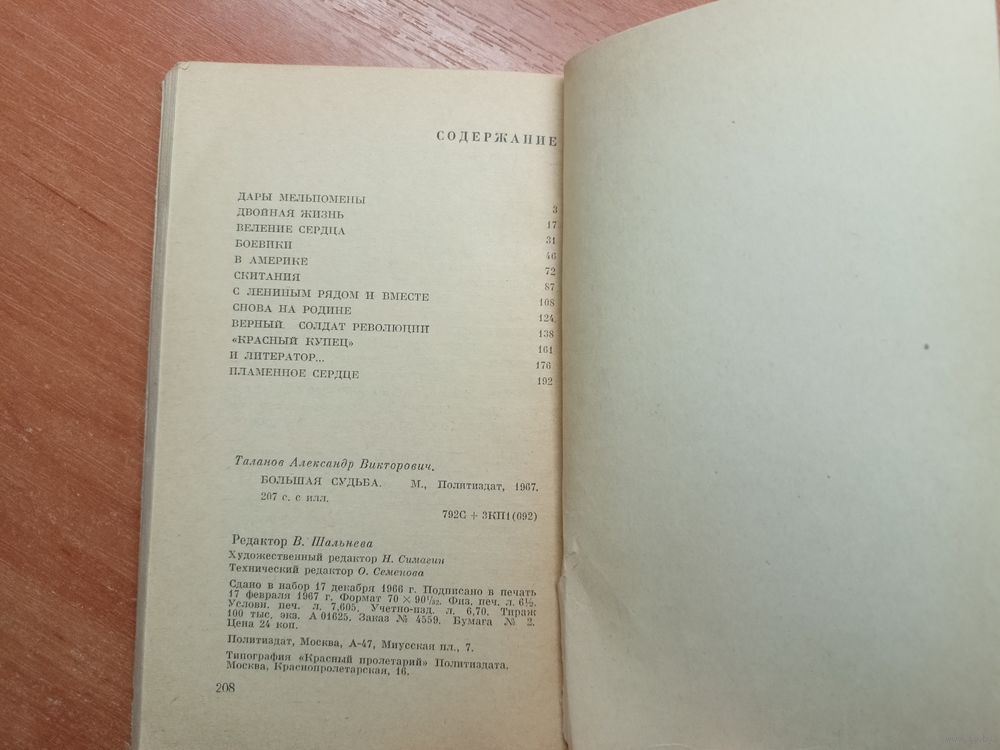 СОДЕРЖАНИЕ
ДАРЫ МЕЛЬПОМЕНЫ 3
ДВОЙНАЯ ЖИЗНЬ 17
ВЕЛЕНИЕ СЕРДЦА 31
БОЕВИКИ 46
В АМЕРИКЕ 72
СКИТАНИЯ 87
С ЛЕНИНЫМ РЯДОМ И ВМЕСТЕ 108
СНОВА НА РОДИНЕ 124
ВЕРНЫЙ СОЛДАТ РЕВОЛЮЦИИ 138
«КРАСНЫЙ КУПЕЦ» 161
И ЛИТЕРАТОР... 176
ПЛАМЕННОЕ СЕРДЦЕ 192
Таланов Александр Викторович.
БОЛЬШАЯ СУДЬБА. М., Политиздат, 1967.
207 с. с илл.
792С + 3КП1(092)
Редактор В. Шальнева
Художественный редактор Н. Симагин
Технический редактор О. Семенова
Сдано в набор 17 декабря 1966 г. Подписано в печать
17 февраля 1967 г. Формат 70 × 90 1/32. Физ. печ. л. 6½.
Условн. печ. л. 7,605. Учетно-изд. л. 6,70. Тираж
100 тыс. экз. А 01625. Заказ № 4559. Бумага № 2.
Цена 24 коп.
Политиздат, Москва, А-47, Миусская пл., 7.
Типография «Красный пролетарий» Политиздата.
Москва, Краснопролетарская, 16.
208